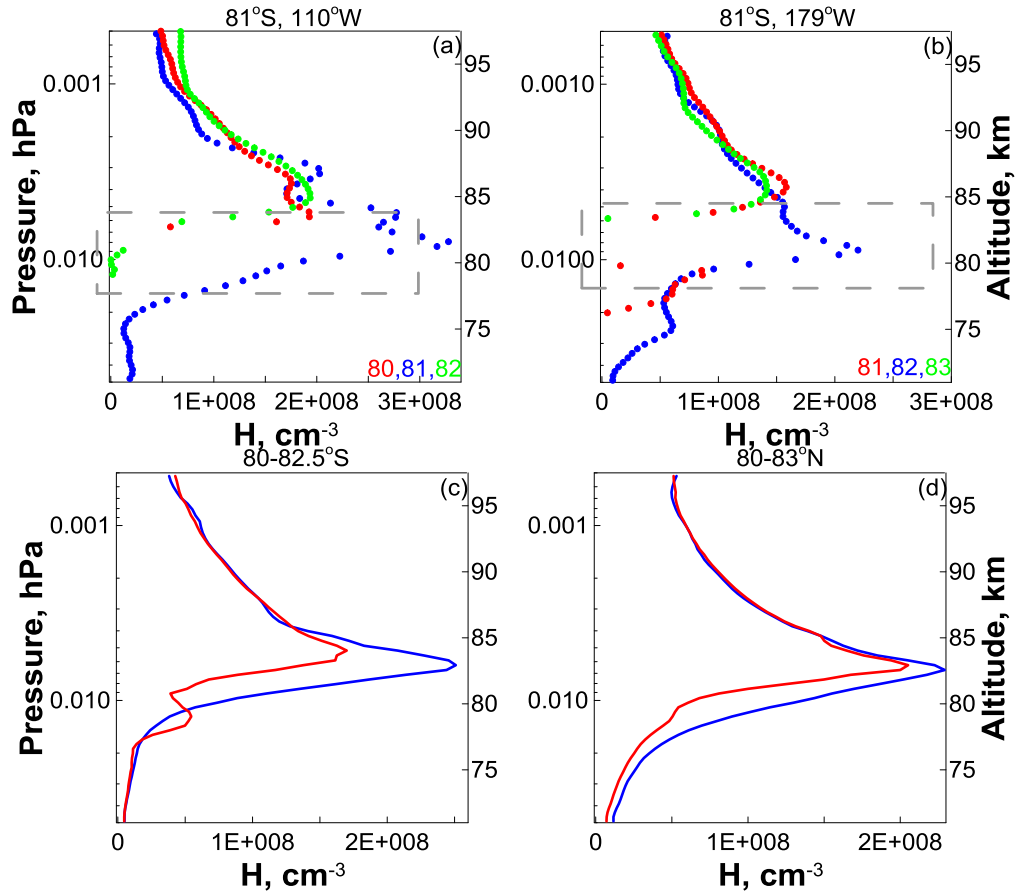 81°S, 110°W
(a)
0.001
0.010
Pressure, hPa
95
90
85
80
75
80,81,82
0
1E+008
2E+008
3E+008
H, cm-3
81°S, 179°W
(b)
0.0010
0.0100
95
90
85
80
75
Altitude, km
81,82,83
0
1E+008
2E+008
3E+008
H, cm-3
80-82.5°S
(c)
0.001
0.010
Pressure, hPa
95
90
85
80
75
0
1E+008
2E+008
H, cm-3
80-83°N
(d)
0.001
0.010
95
90
85
80
75
Altitude, km
0
1E+008
2E+008
H, cm-3